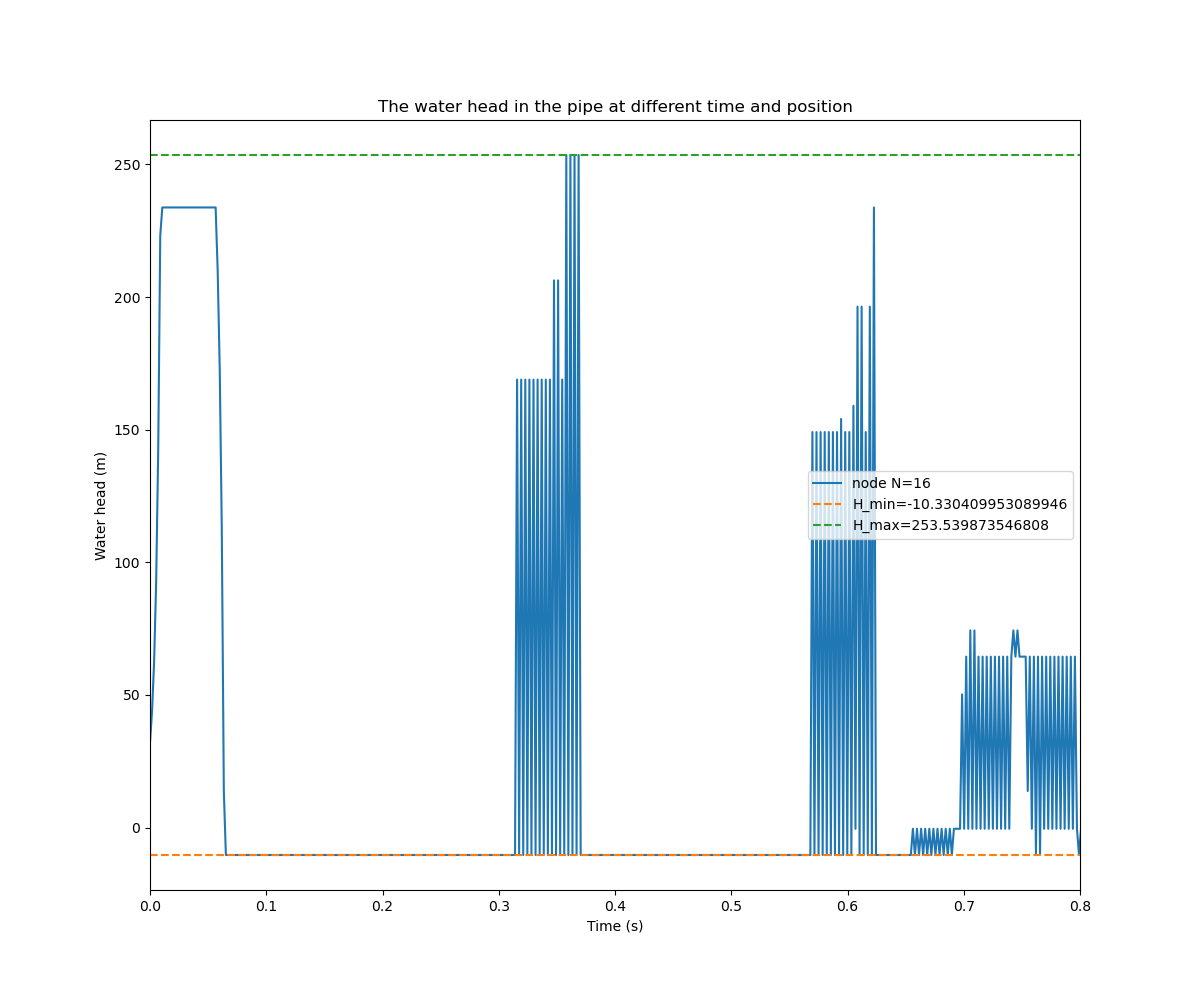 The water head in the pipe at different time and position
Water head (m)
250
200
150
100
50
0
node N=16
H_min=-10.330409953089946
H_max=253.539873546808
0.0 0.1 0.2 0.3 0.4 0.5 0.6 0.7 0.8
Time (s)